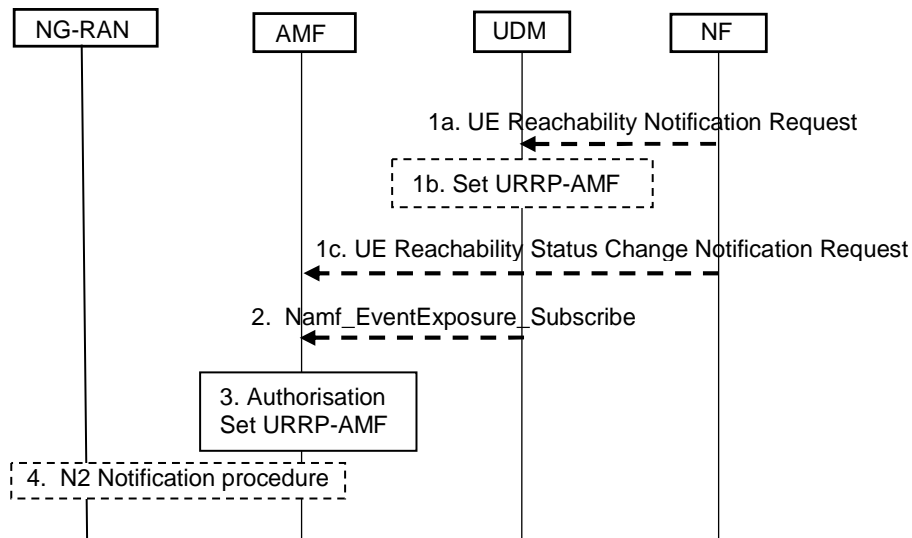 NG-RAN
AMF
UDM
NF
1a. UE Reachability Notification Request
1b. Set URRP-AMF
1c. UE Reachability Status Change Notification Request
2. Namf_EventExposure_Subscribe
3. Authorisation
Set URRP-AMF
4. N2 Notification procedure